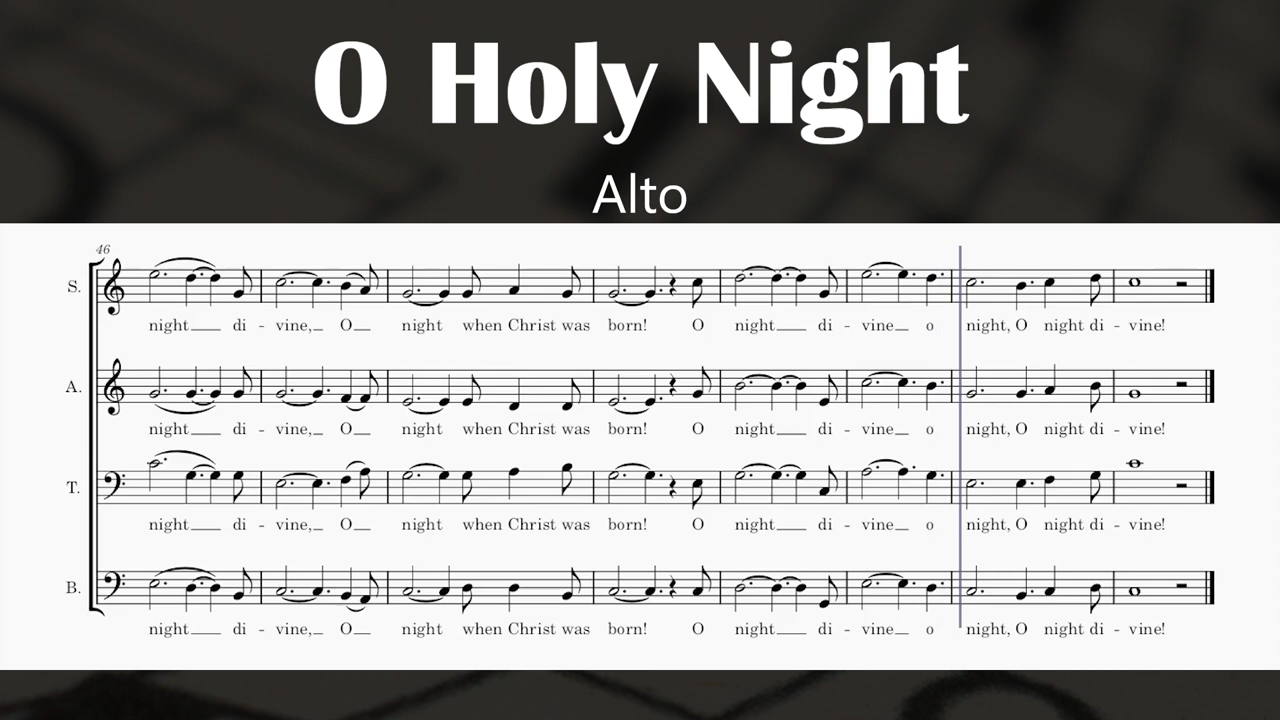 O Holy Night
Alto
46
S.
night di - vine, O night when Christ was born! O night di - vine o night, O night di - vine!
A.
night di - vine, O night when Christ was born! O night di - vine o night, O night di - vine!
T.
night di - vine, O night when Christ was born! O night di - vine o night, O night di - vine!
B.
night di - vine, O night when Christ was born! O night di - vine o night, O night di - vine!